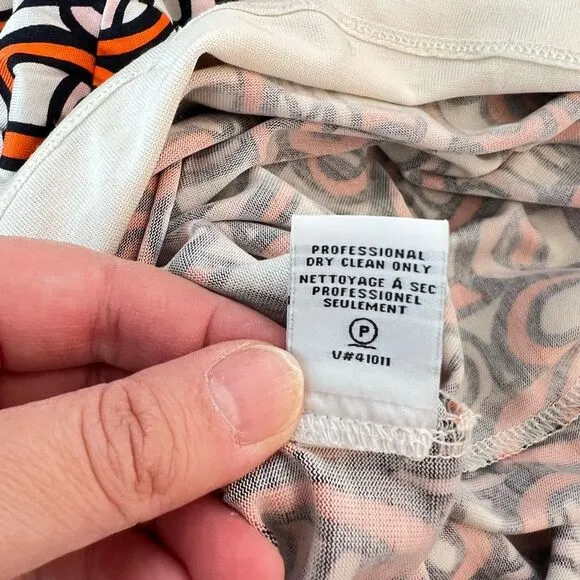 PROFESSIONAL
DRY CLEAN ONLY
NETTOYAGE À SEC
PROFESSIONEL
SEULEMENT
P
V#41011